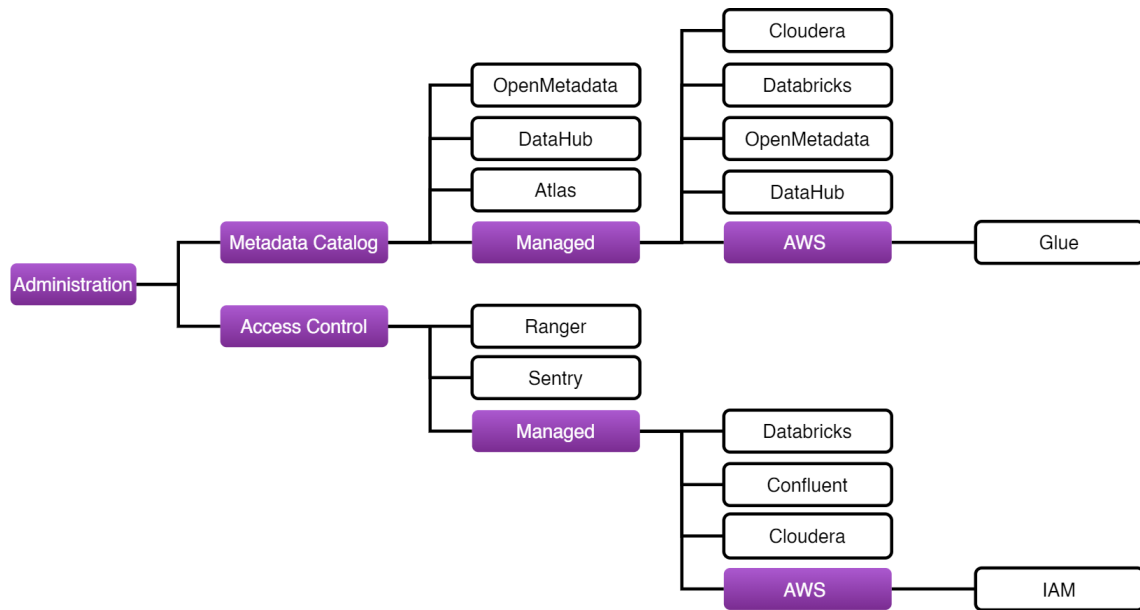 Administration
Metadata Catalog
OpenMetadata
DataHub
Atlas
Managed
Cloudera
Databricks
OpenMetadata
DataHub
AWS
Glue
Access Control
Ranger
Sentry
Managed
Databricks
Confluent
Cloudera
AWS
IAM